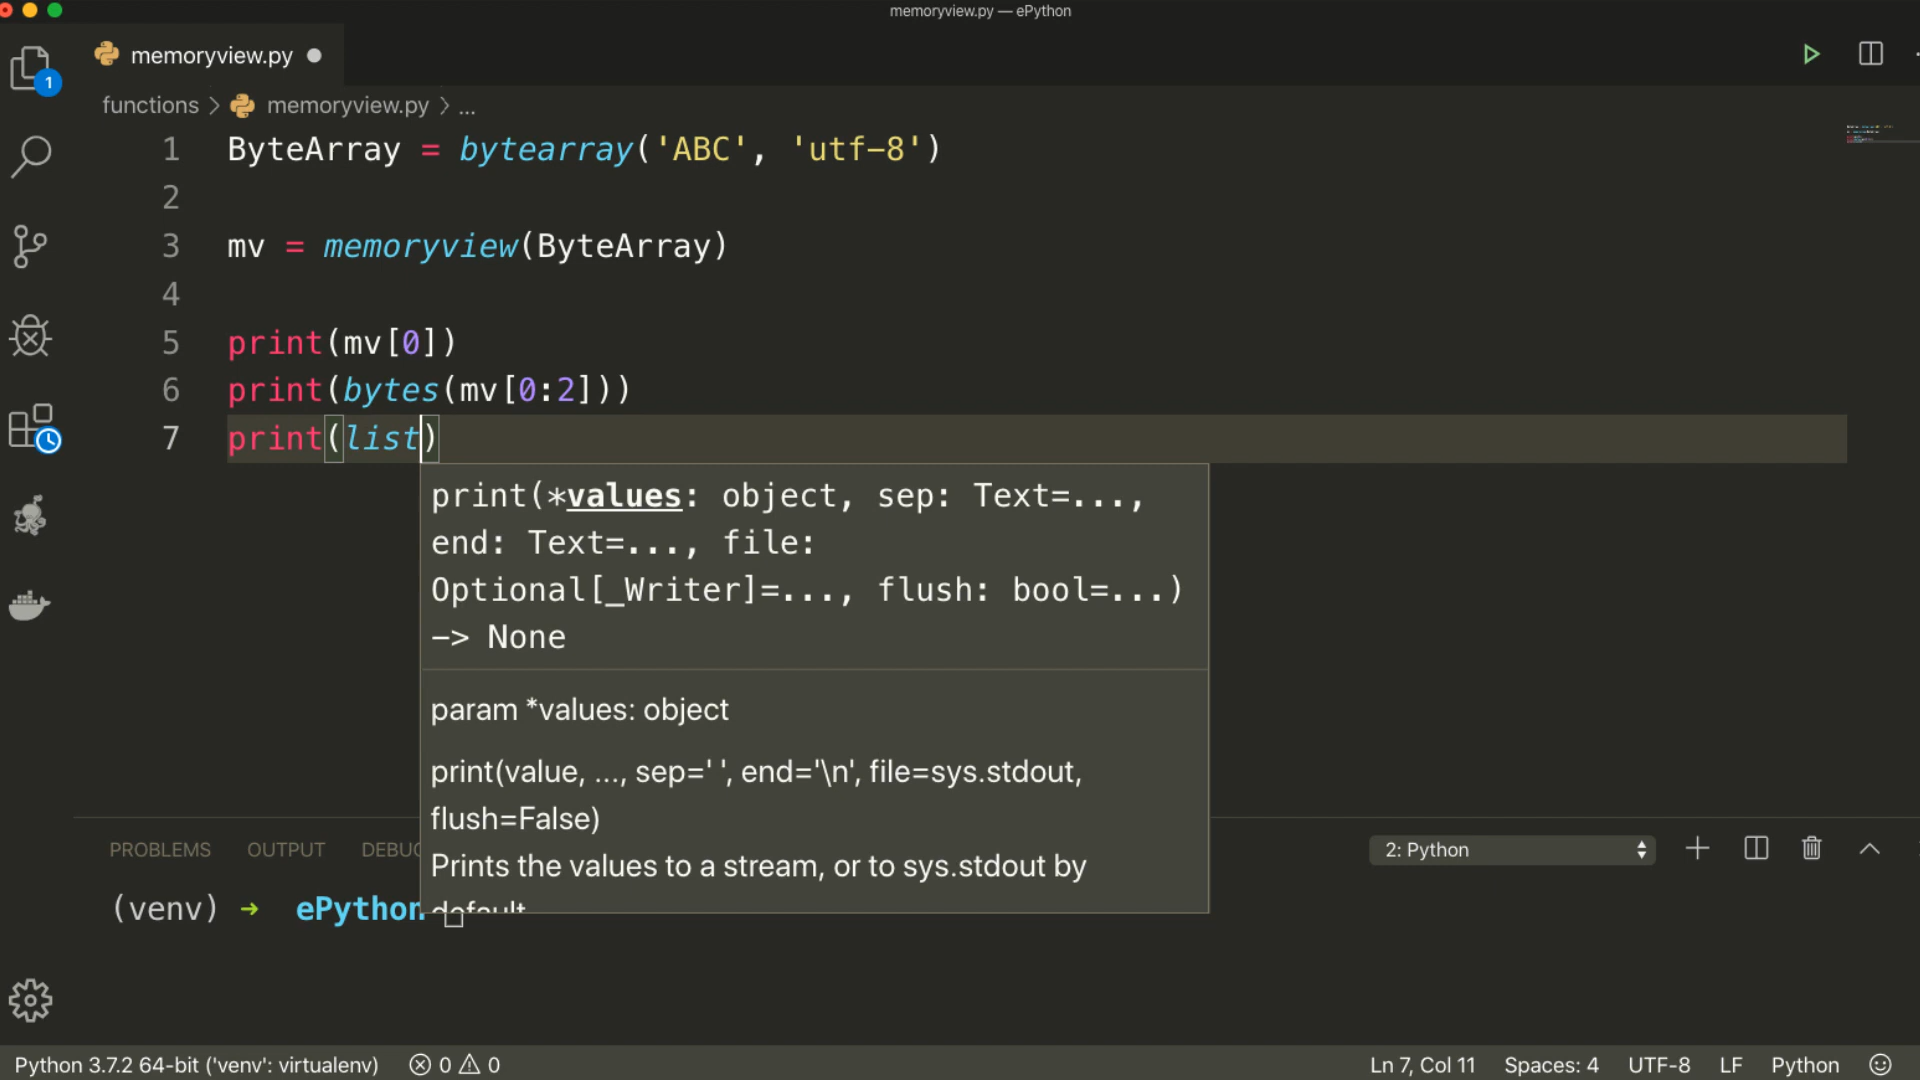 memoryview.py — ePython
memoryview.py
1
functions > memoryview.py > ...
1 ByteArray = bytearray('ABC', 'utf-8')
2
3 mv = memoryview(ByteArray)
4
5 print(mv[0])
6 print(bytes(mv[0:2]))
7 print(list)
print(*values: object, sep: Text=...,
end: Text=..., file:
Optional[_Writer]=..., flush: bool=...)
-> None
param *values: object
print(value, ..., sep=' ', end='\n', file=sys.stdout,
flush=False)
Prints the values to a stream, or to sys.stdout by
default
PROBLEMS OUTPUT DEBUG 2: Python
(venv) → ePython
Python 3.7.2 64-bit ('venv': virtualenv) 0 0 Ln 7, Col 11 Spaces: 4 UTF-8 LF Python